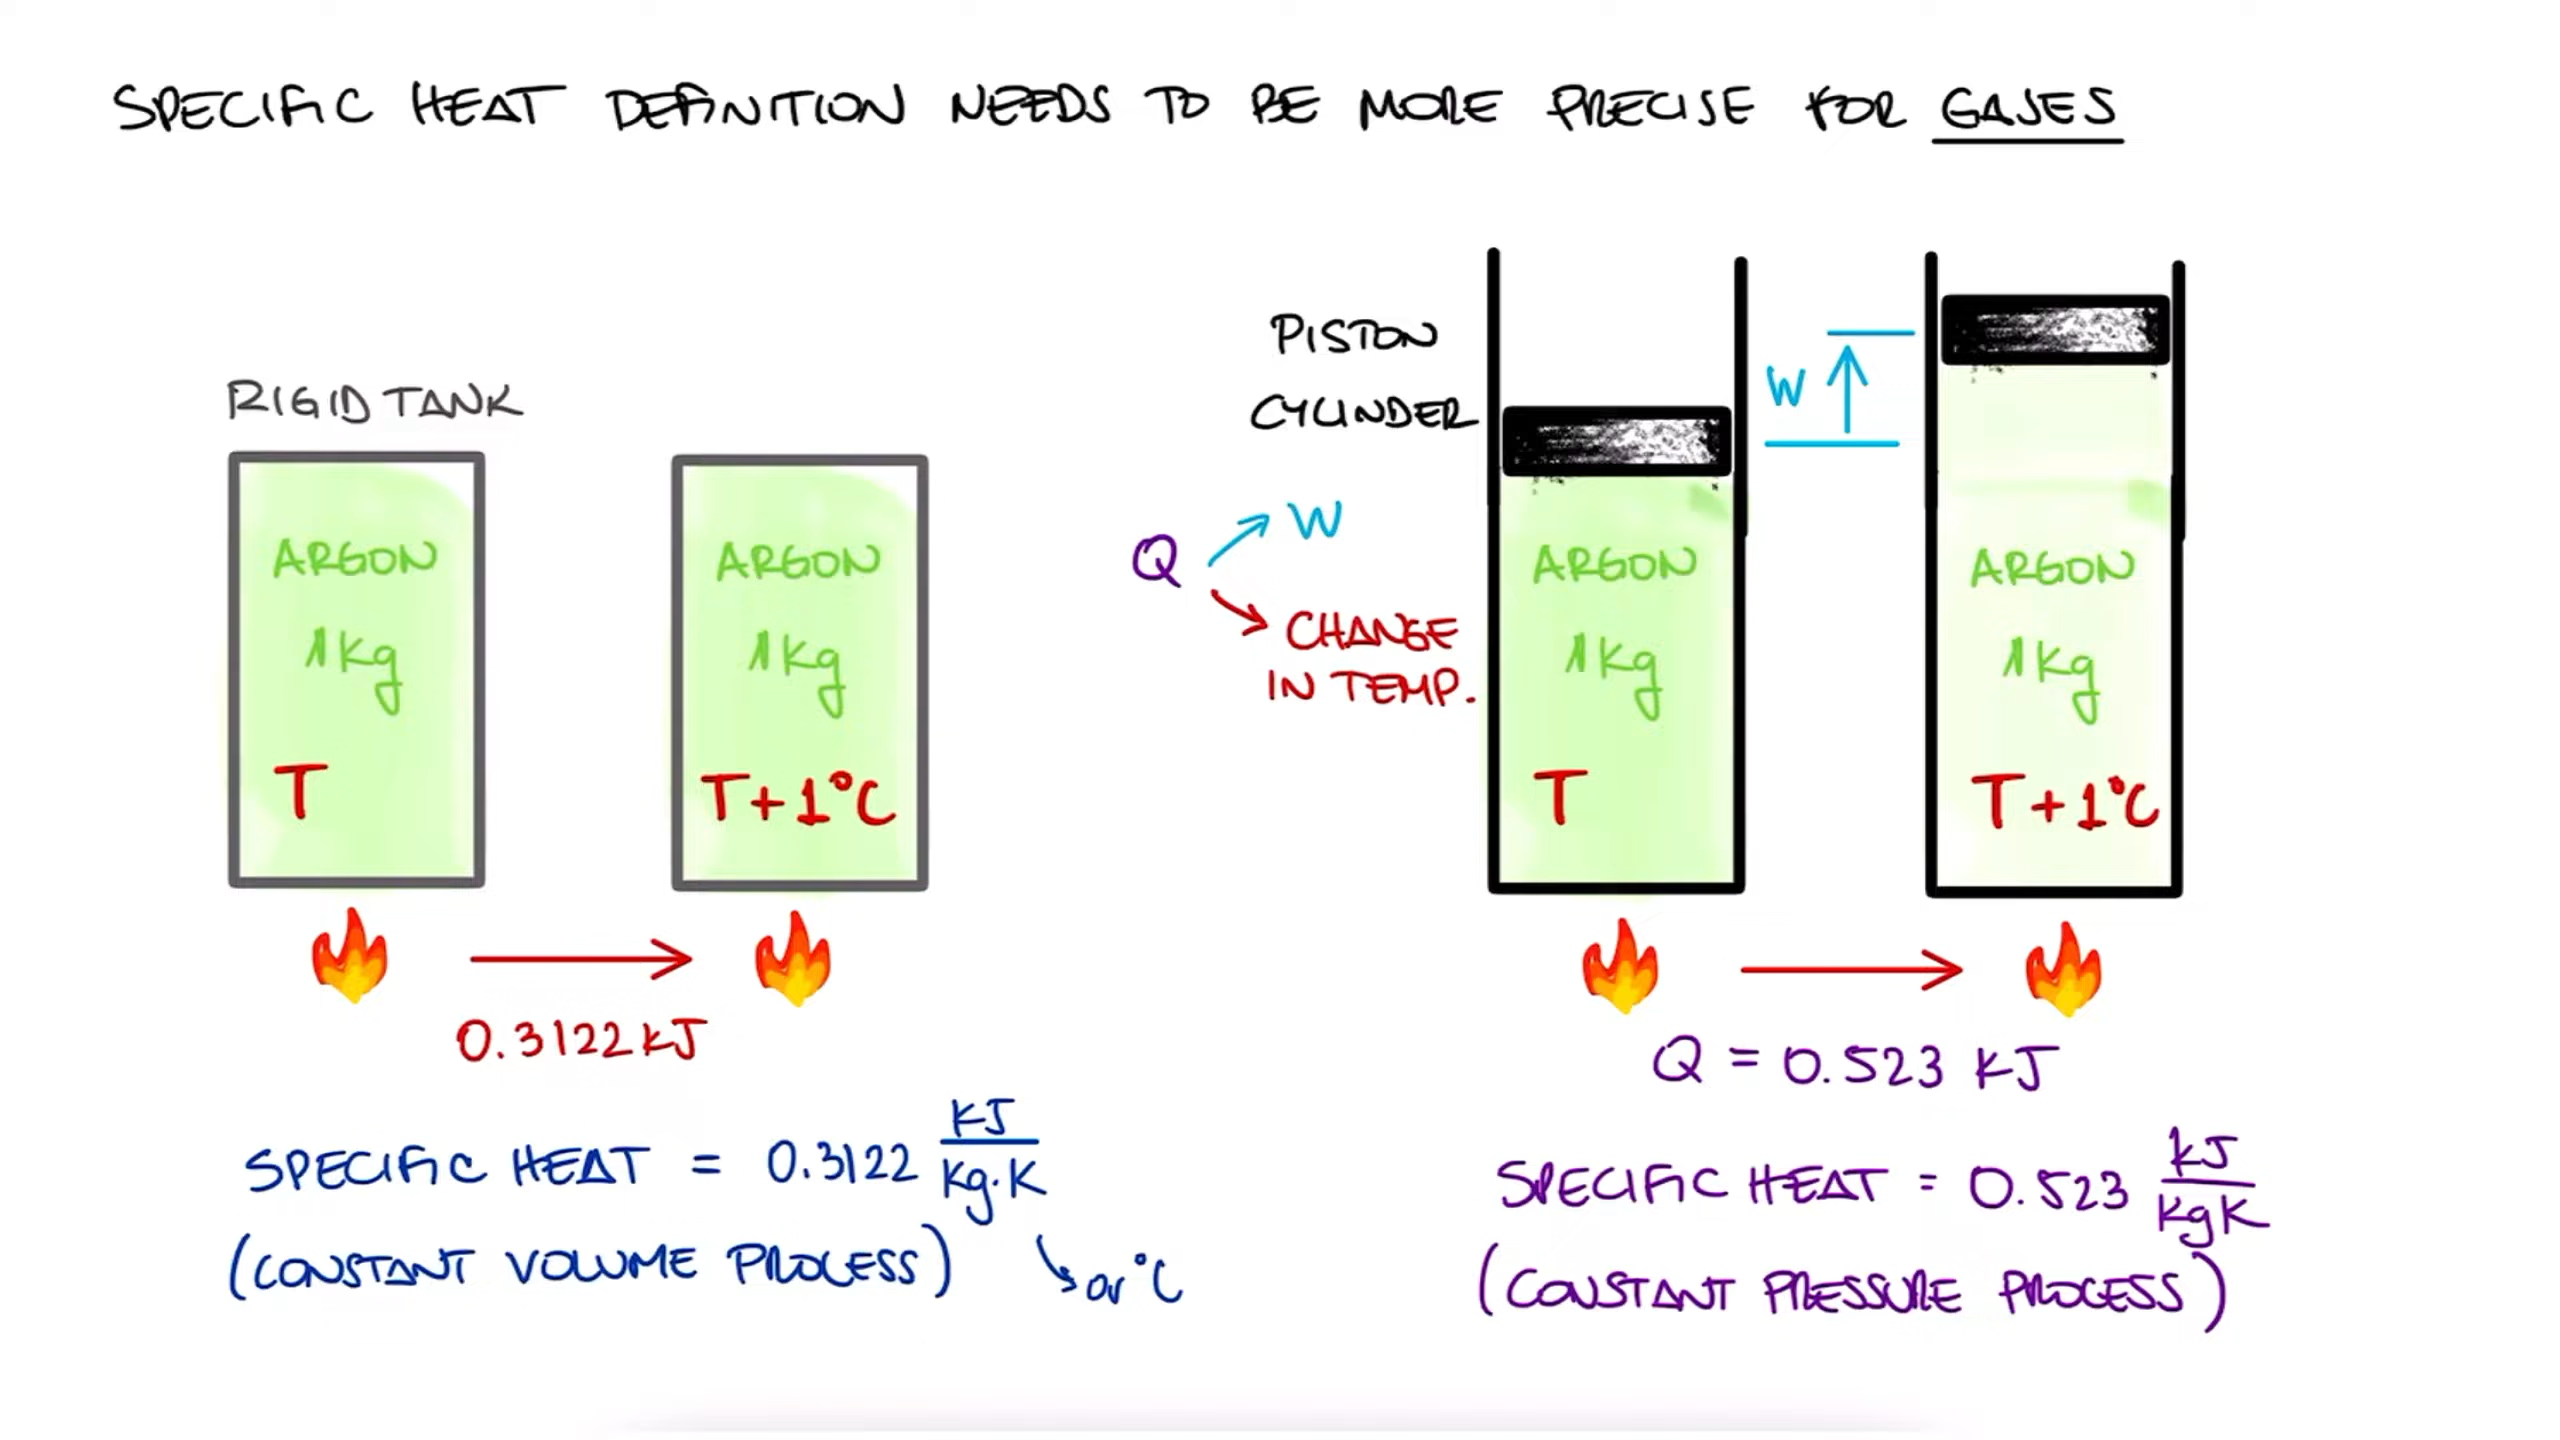 SPECIFIC HEAT DEFINITION NEEDS TO BE MORE PRECISE FOR GASES
RIGID TANK
ARGON
1Kg
T
ARGON
1Kg
T+1°C
0.3122 KJ
SPECIFIC HEAT = 0.3122 KJ/Kg·K
(CONSTANT VOLUME PROCESS)
or °C
PISTON
CYLINDER
Q
W
CHANGE
IN TEMP.
ARGON
1Kg
T
W
ARGON
1Kg
T+1°C
Q = 0.523 KJ
SPECIFIC HEAT = 0.523 KJ/KgK
(CONSTANT PRESSURE PROCESS)